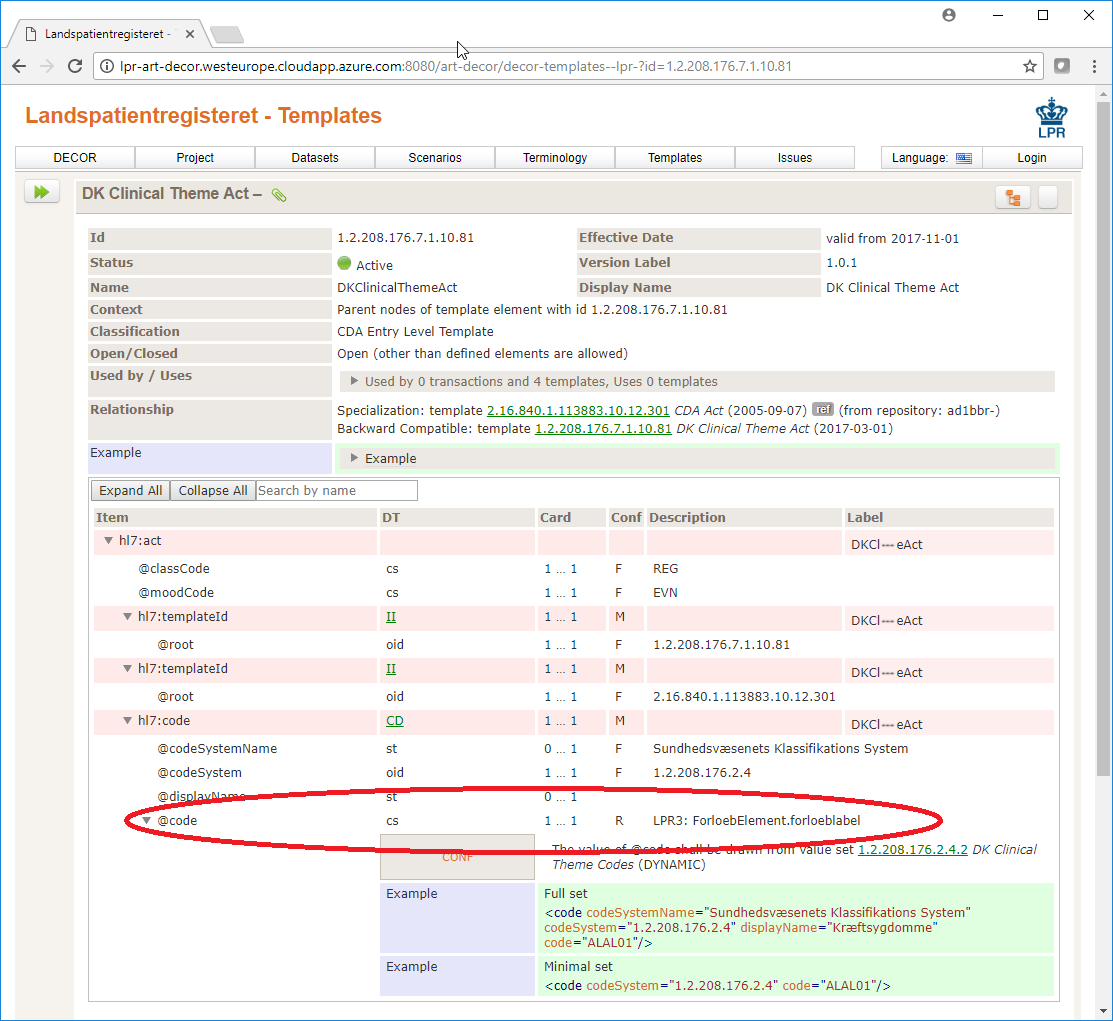 Landspatientregisteret -
lpr-art-decor.westeurope.cloudapp.azure.com:8080/art-decor/decor-templates--lpr-?id=1.2.208.176.7.1.10.81
Landspatientregisteret - Templates
LPR
DECOR Project Datasets Scenarios Terminology Templates Issues Language: Login
DK Clinical Theme Act –
Id 1.2.208.176.7.1.10.81 Effective Date valid from 2017-11-01
Status Active Version Label 1.0.1
Name DKClinicalThemeAct Display Name DK Clinical Theme Act
Context Parent nodes of template element with id 1.2.208.176.7.1.10.81
Classification CDA Entry Level Template
Open/Closed Open (other than defined elements are allowed)
Used by / Uses Used by 0 transactions and 4 templates, Uses 0 templates
Relationship Specialization: template 2.16.840.1.113883.10.12.301 CDA Act (2005-09-07) ref (from repository: ad1bbr-)
Backward Compatible: template 1.2.208.176.7.1.10.81 DK Clinical Theme Act (2017-03-01)
Example Example
Expand All Collapse All Search by name
Item DT Card Conf Description Label
hl7:act DKCl---eAct
@classCode cs 1 … 1 F REG
@moodCode cs 1 … 1 F EVN
hl7:templateId II 1 … 1 M DKCl---eAct
@root oid 1 … 1 F 1.2.208.176.7.1.10.81
hl7:templateId II 1 … 1 M DKCl---eAct
@root oid 1 … 1 F 2.16.840.1.113883.10.12.301
hl7:code CD 1 … 1 M DKCl---eAct
@codeSystemName st 0 … 1 F Sundhedsvæsenets Klassifikations System
@codeSystem oid 1 … 1 F 1.2.208.176.2.4
@displayName st 0 … 1
@code cs 1 … 1 R LPR3: ForloebElement.forloeblabel
CONF The value of @code shall be drawn from value set 1.2.208.176.2.4.2 DK Clinical
Theme Codes (DYNAMIC)
Example Full set
<code codeSystemName="Sundhedsvæsenets Klassifikations System"
codeSystem="1.2.208.176.2.4" displayName="Kræftsygdomme"
code="ALAL01"/>
Example Minimal set
<code codeSystem="1.2.208.176.2.4" code="ALAL01"/>